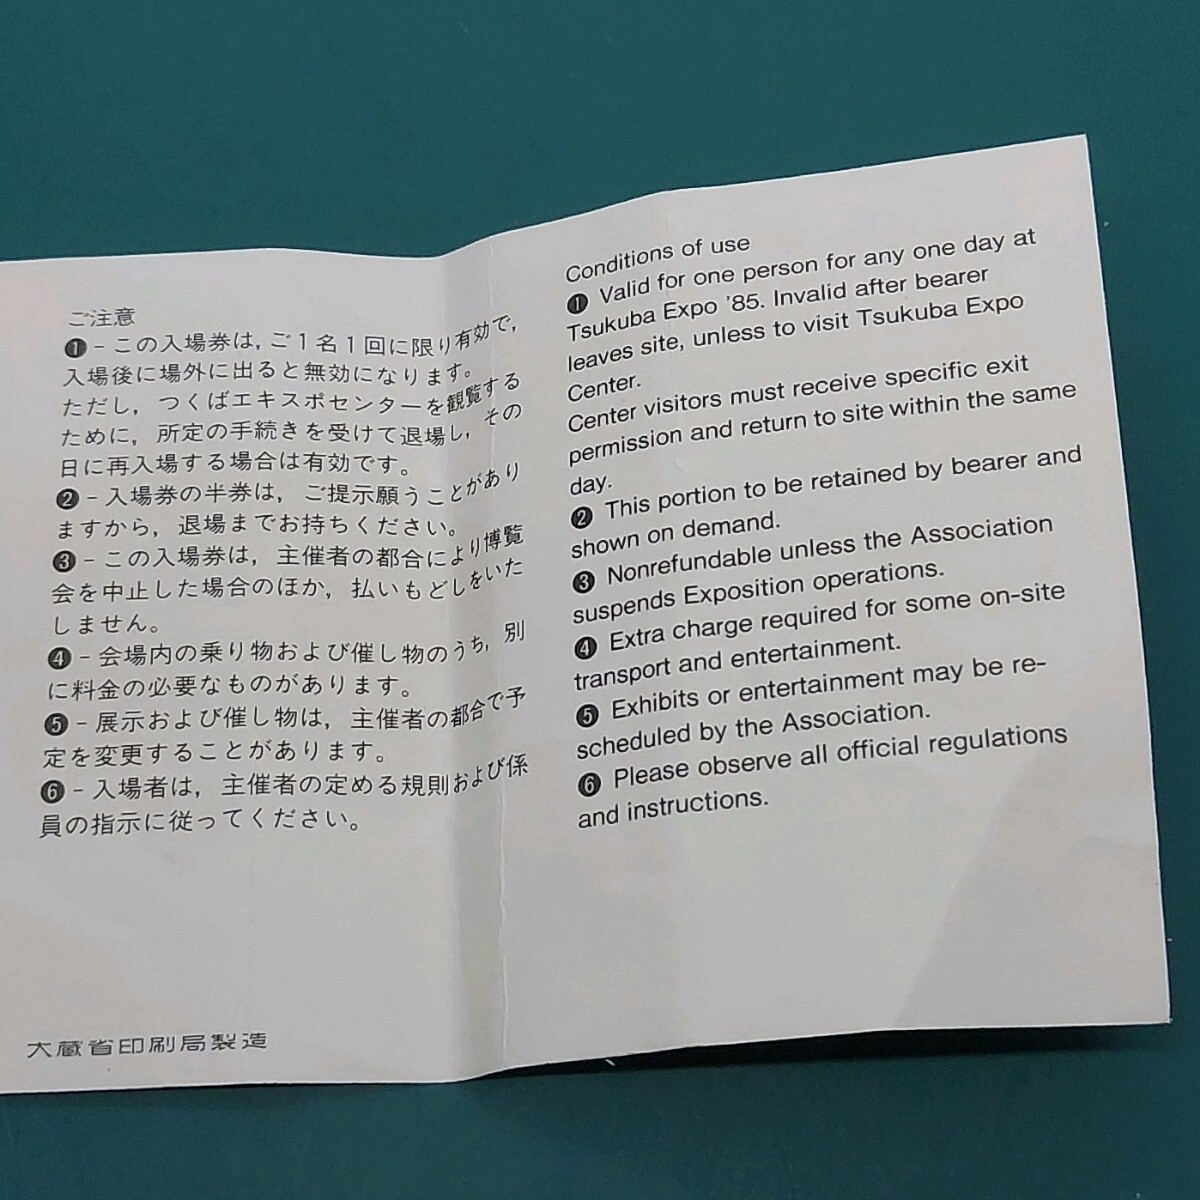 ご注意
❶－この入場券は，ご1名1回に限り有効で，
入場後に場外に出ると無効になります。
ただし，つくばエキスポセンターを観覧する
ために，所定の手続きを受けて退場し，その
日に再入場する場合は有効です。
❷－入場券の半券は，ご提示願うことがあり
ますから，退場までお持ちください。
❸－この入場券は，主催者の都合により博覧
会を中止した場合のほか，払いもどしをいた
しません。
❹－会場内の乗り物および催し物のうち，別
に料金の必要なものがあります。
❺－展示および催し物は，主催者の都合で予
定を変更することがあります。
❻－入場者は，主催者の定める規則および係
員の指示に従ってください。
大蔵省印刷局製造
Conditions of use
❶ Valid for one person for any one day at
Tsukuba Expo '85. Invalid after bearer
leaves site, unless to visit Tsukuba Expo
Center.
Center visitors must receive specific exit
permission and return to site within the same
day.
❷ This portion to be retained by bearer and
shown on demand.
❸ Nonrefundable unless the Association
suspends Exposition operations.
❹ Extra charge required for some on-site
transport and entertainment.
❺ Exhibits or entertainment may be re-
scheduled by the Association.
❻ Please observe all official regulations
and instructions.